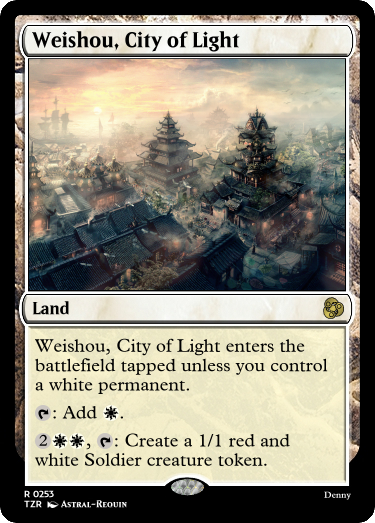 Weishou, City of Light
Land
Weishou, City of Light enters the
battlefield tapped unless you control
a white permanent.
: Add .
2, : Create a 1/1 red and
white Soldier creature token.
R 0253
TZR Astral-Requin
Denny